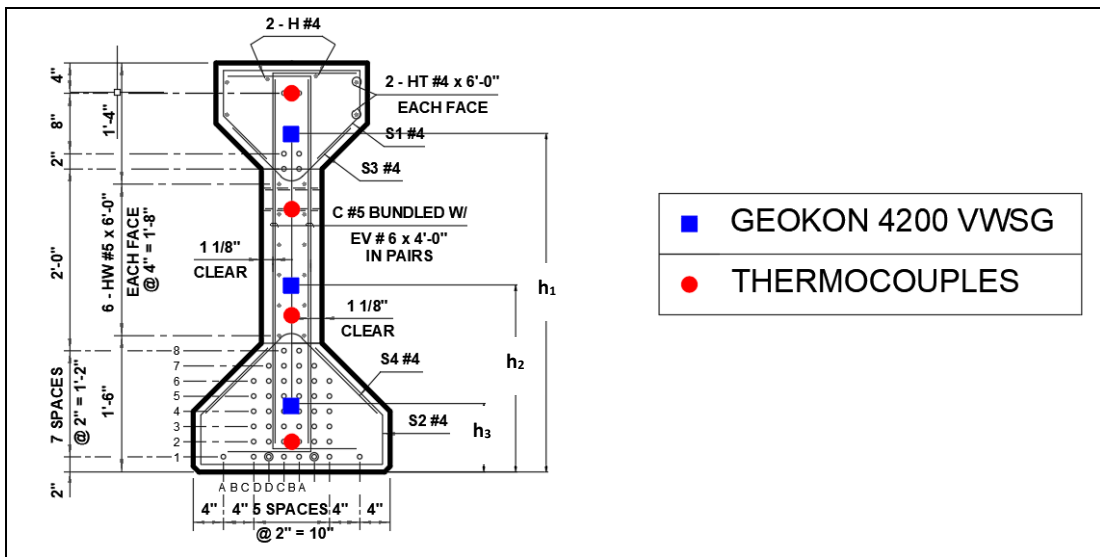 2 - H #4
2 - HT #4 x 6'-0"
EACH FACE
S1 #4
S3 #4
C #5 BUNDLED W/
EV # 6 x 4'-0"
IN PAIRS
1 1/8"
CLEAR
1 1/8"
CLEAR
S4 #4
S2 #4
h1
h2
h3
4"
8"
2"
2'-0"
7 SPACES
@ 2" = 1'-2"
2"
1'-4"
6 - HW #5 x 6'-0"
EACH FACE
@ 4" = 1'-8"
1'-6"
8
7
6
5
4
3
2
1
A B C D D C B A
4" 4" 5 SPACES 4" 4"
@ 2" = 10"
GEOKON 4200 VWSG
THERMOCOUPLES